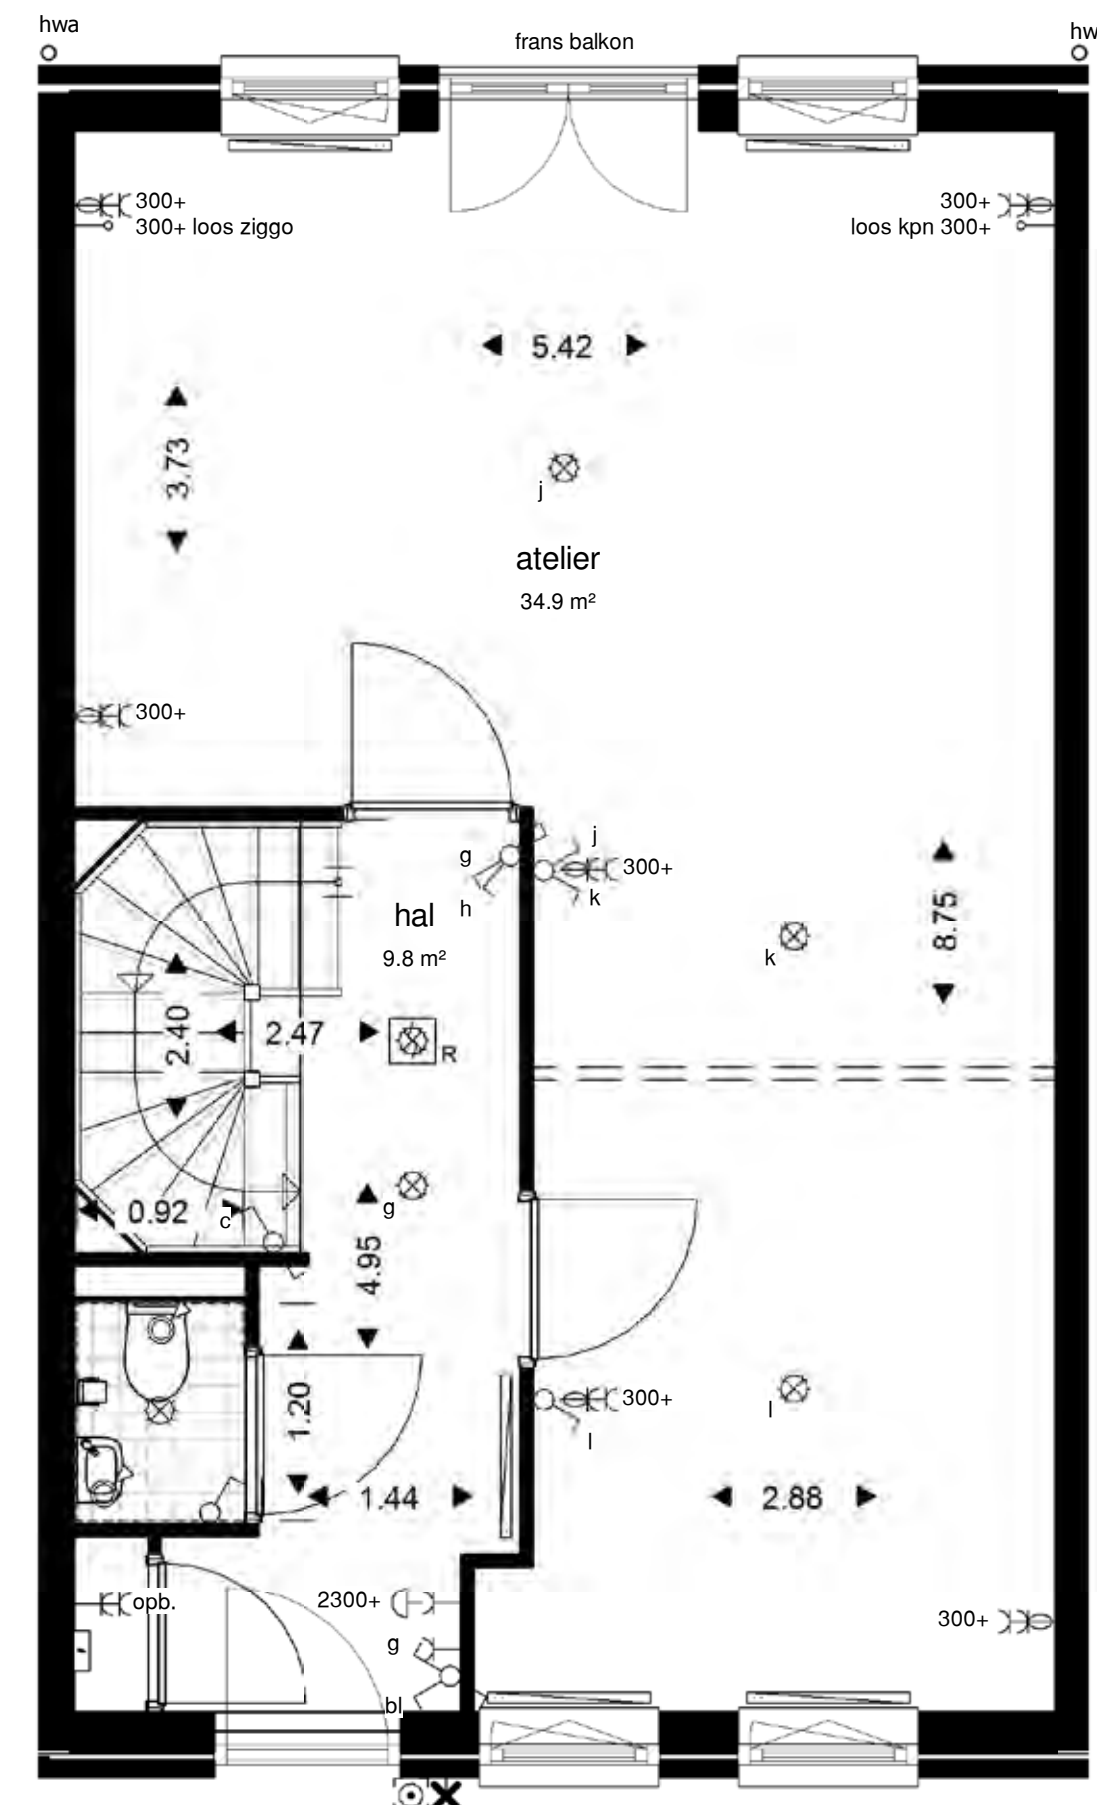 hwa
hw
frans balkon
300+
300+ loos ziggo
300+
loos kpn 300+
5.42
3.73
j
atelier
34.9 m²
300+
j
g
300+
k
h
hal
9.8 m²
8.75
k
2.40
2.47
R
0.92
c
g
4.95
1.20
300+
l
l
1.44
2.88
opb.
2300+
300+
g
bl